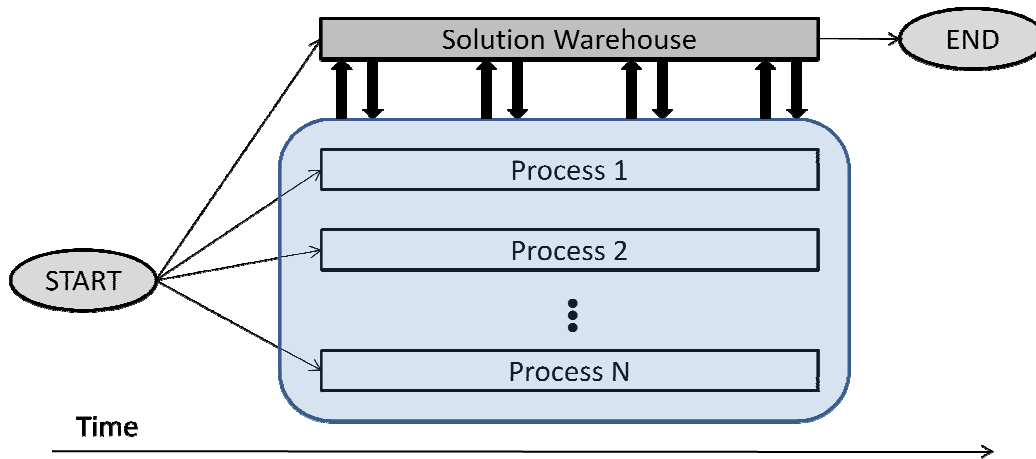 Solution Warehouse
END
Process 1
Process 2
START
Process N
Time